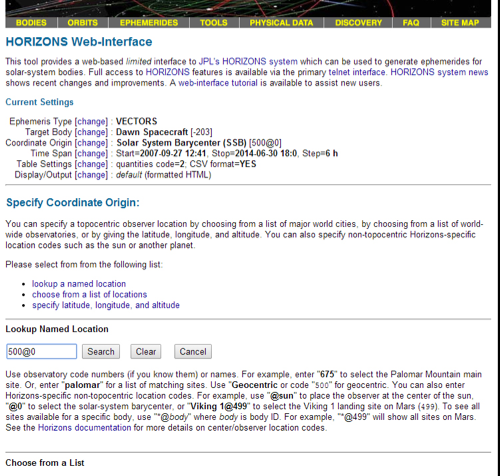 BODIES ORBITS EPHEMERIDES TOOLS PHYSICAL DATA DISCOVERY FAQ SITE MAP
HORIZONS Web-Interface
This tool provides a web-based limited interface to JPL's HORIZONS system which can be used to generate ephemerides for
solar-system bodies. Full access to HORIZONS features is available via the primary telnet interface. HORIZONS system news
shows recent changes and improvements. A web-interface tutorial is available to assist new users.
Current Settings
Ephemeris Type [change] : VECTORS
Target Body [change] : Dawn Spacecraft [-203]
Coordinate Origin [change] : Solar System Barycenter (SSB) [500@0]
Time Span [change] : Start=2007-09-27 12:41, Stop=2014-06-30 18:0, Step=6 h
Table Settings [change] : quantities code=2; CSV format=YES
Display/Output [change] : default (formatted HTML)
Specify Coordinate Origin:
You can specify a topocentric observer location by choosing from a list of major world cities, by choosing from a list of world-
wide observatories, or by giving the latitude, longitude, and altitude. You can also specify non-topocentric Horizons-specific
location codes such as the sun or another planet.
Please select from from the following list:
• lookup a named location
• choose from a list of locations
• specify latitude, longitude, and altitude
Lookup Named Location
500@0 Search Clear Cancel
Use observatory code numbers (if you know them) or names. For example, enter "675" to select the Palomar Mountain main
site. Or, enter "palomar" for a list of matching sites. Use "Geocentric or code "500" for geocentric. You can also enter
Horizons-specific non-topocentric location codes. For example, use "@sun" to place the observer at the center of the sun,
"@0" to select the solar-system barycenter, or "Viking 1@499" to select the Viking 1 landing site on Mars (499). To see all
sites available for a specific body, use "*@body" where body is body ID. For example, "*@499" will show all sites on Mars.
See the Horizons documentation for more details on center/observer location codes.
Choose from a List